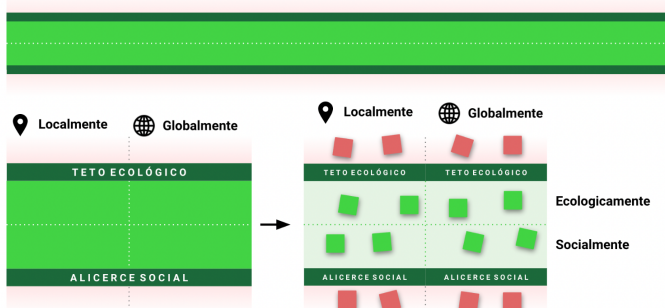 Localmente
Globalmente
Localmente
Globalmente
TETO ECOLÓGICO
TETO ECOLÓGICO
TETO ECOLÓGICO
Ecologicamente
Socialmente
ALICERCE SOCIAL
ALICERCE SOCIAL
ALICERCE SOCIAL